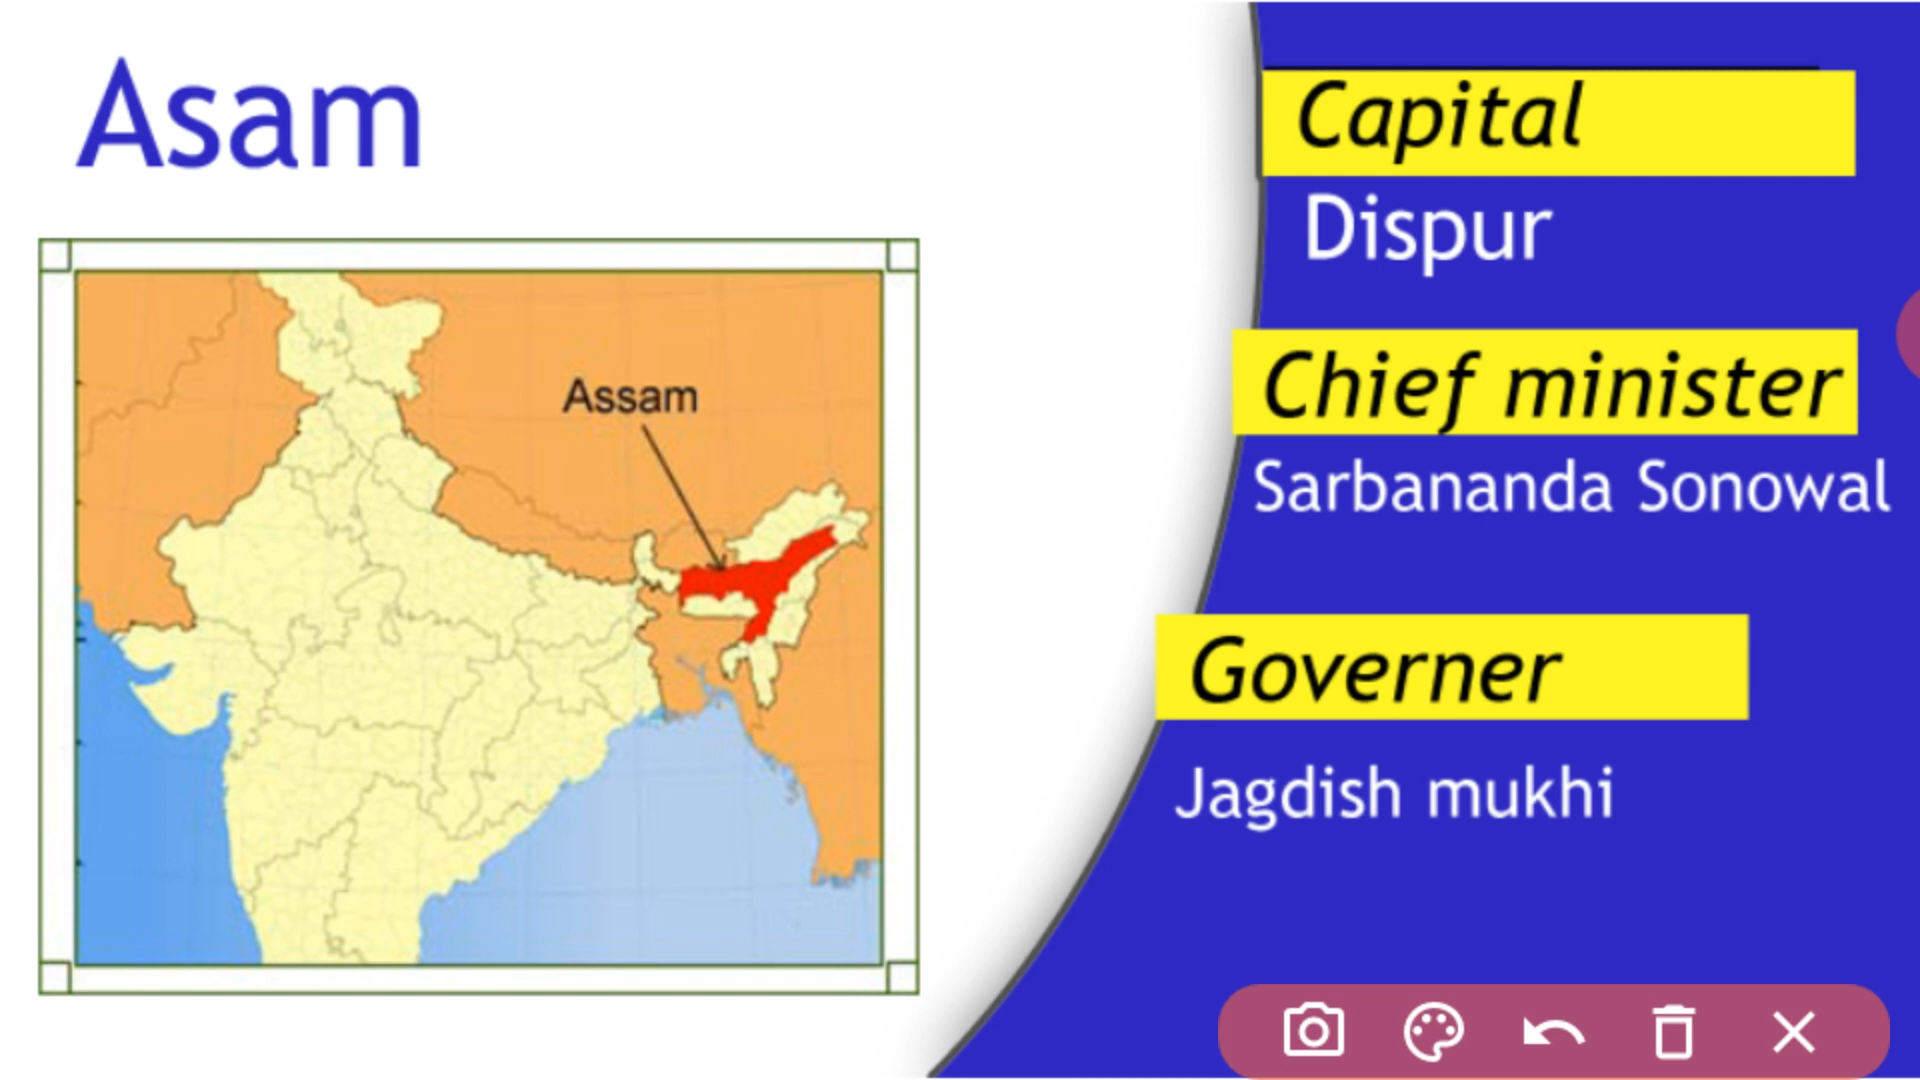 Asam
Assam
Capital
Dispur
Chief minister
Sarbananda Sonowal
Governer
Jagdish mukhi